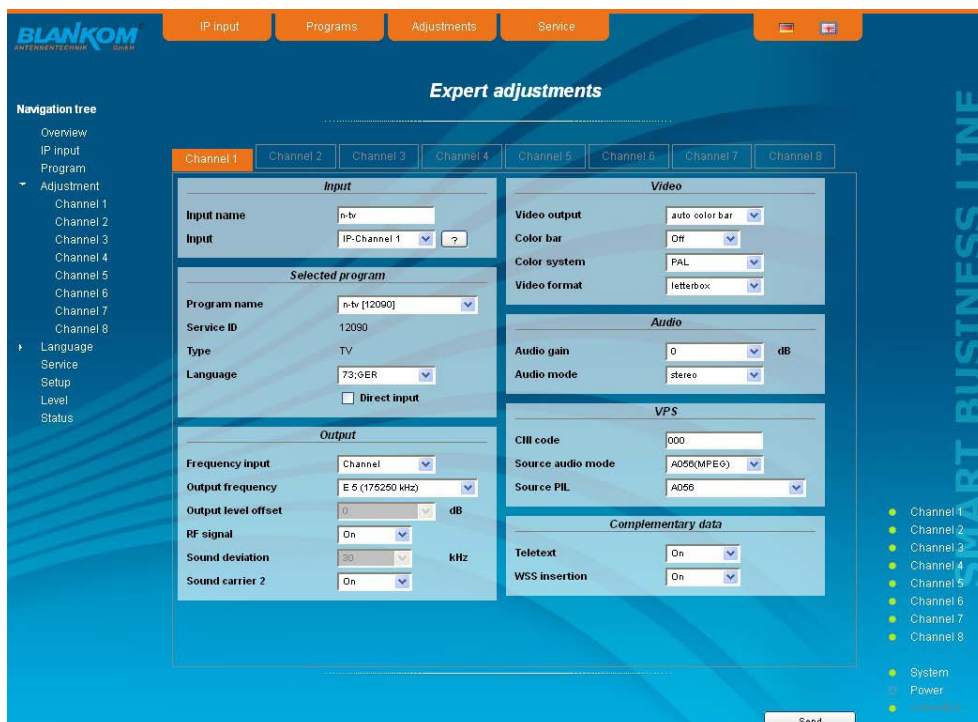 BLANKOM
ANTENNENTECHNIK GmbH
IP input
Programs
Adjustments
Service
Expert adjustments
Navigation tree
Overview
IP input
Program
Adjustment
Channel 1
Channel 2
Channel 3
Channel 4
Channel 5
Channel 6
Channel 7
Channel 8
Language
Service
Setup
Level
Status
Channel 1 Channel 2 Channel 3 Channel 4 Channel 5 Channel 6 Channel 7 Channel 8
Input
Input name n-tv
Input IP-Channel 1 ?
Selected program
Program name n-tv [12090]
Service ID 12090
Type TV
Language 73;GER
Direct input
Output
Frequency input Channel
Output frequency E 5 (175250 kHz)
Output level offset 0 dB
RF signal On
Sound deviation 30 kHz
Sound carrier 2 On
Video
Video output auto color bar
Color bar Off
Color system PAL
Video format letterbox
Audio
Audio gain 0 dB
Audio mode stereo
VPS
CNI code 000
Source audio mode A056(MPEG)
Source PIL A056
Complementary data
Teletext On
WSS insertion On
SMART BUSINESS LINE
Channel 1
Channel 2
Channel 3
Channel 4
Channel 5
Channel 6
Channel 7
Channel 8
System
Power
Send